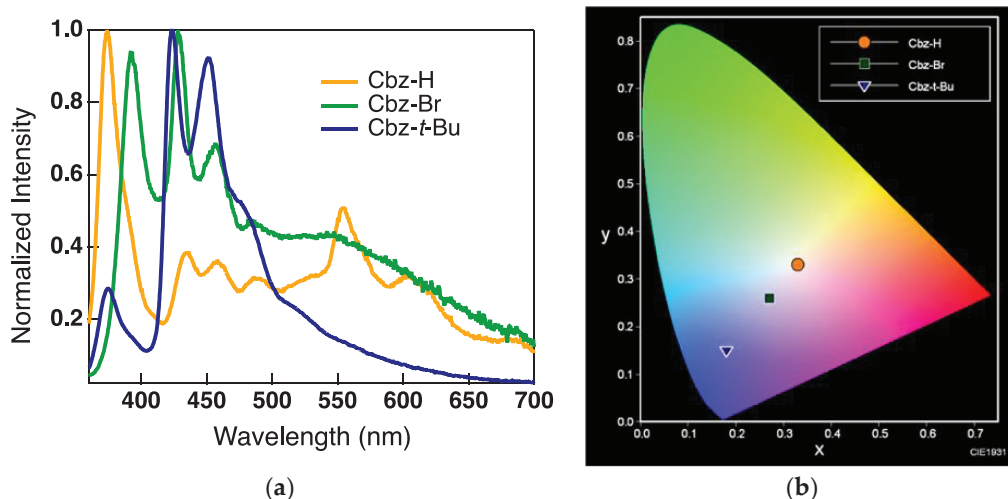 Normalized Intensity
1.0
0.8
0.6
0.4
0.2
400 450 500 550 600 650 700
Wavelength (nm)
Cbz-H
Cbz-Br
Cbz-t-Bu
(a)
y
0.8
0.7
0.6
0.5
0.4
0.3
0.2
0.1
0.0
0.0 0.1 0.2 0.3 0.4 0.5 0.6 0.7
X
Cbz-H
Cbz-Br
Cbz-t-Bu
CIE1931
(b)